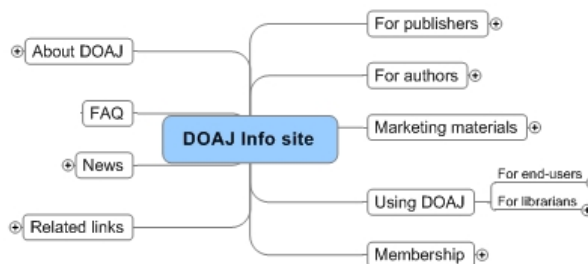 For publishers
About DOAJ
For authors
FAQ
Marketing materials
DOAJ Info site
News
For end-users
Using DOAJ
For librarians
Related links
Membership